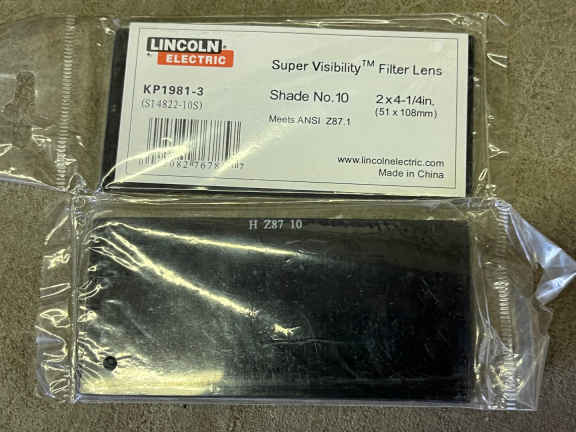 LINCOLN
ELECTRIC
Super Visibility™ Filter Lens
KP1981-3
(S14822-10S)
Shade No.10
2 x 4-1/4in.
(51 x 108mm)
Meets ANSI Z87.1
www.lincolnelectric.com
Made in China
H Z87 10